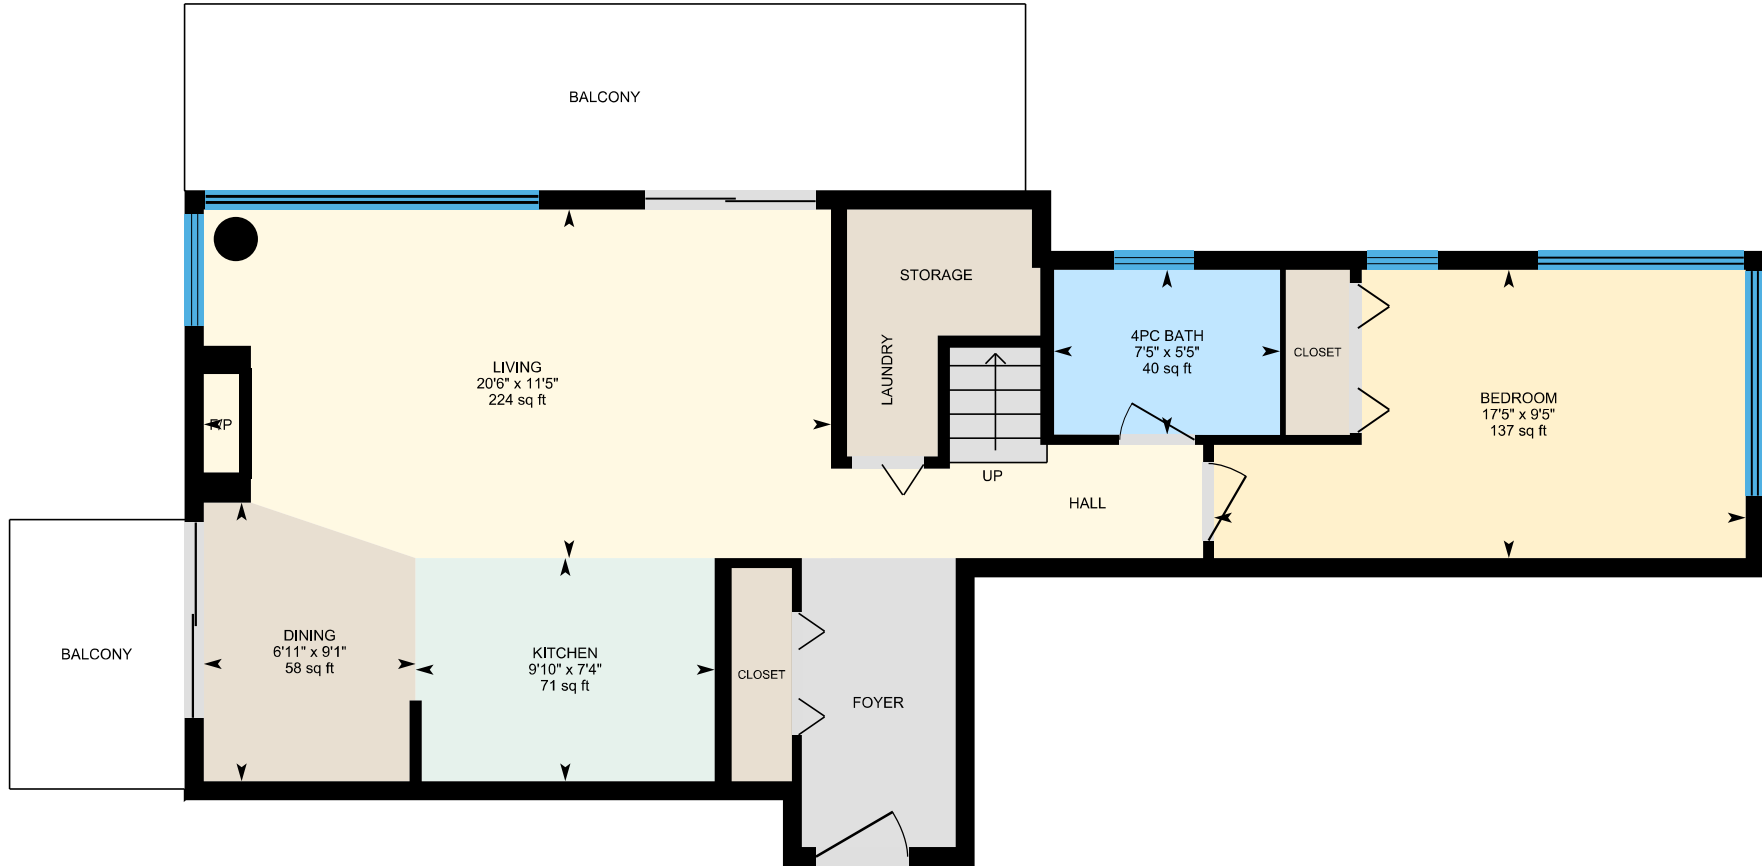 BALCONY
STORAGE
LAUNDRY
4PC BATH
7'5" x 5'5"
40 sq ft
CLOSET
LIVING
20'6" x 11'5"
224 sq ft
BEDROOM
17'5" x 9'5"
137 sq ft
F/P
UP
HALL
DINING
6'11" x 9'1"
58 sq ft
BALCONY
KITCHEN
9'10" x 7'4"
71 sq ft
CLOSET
FOYER